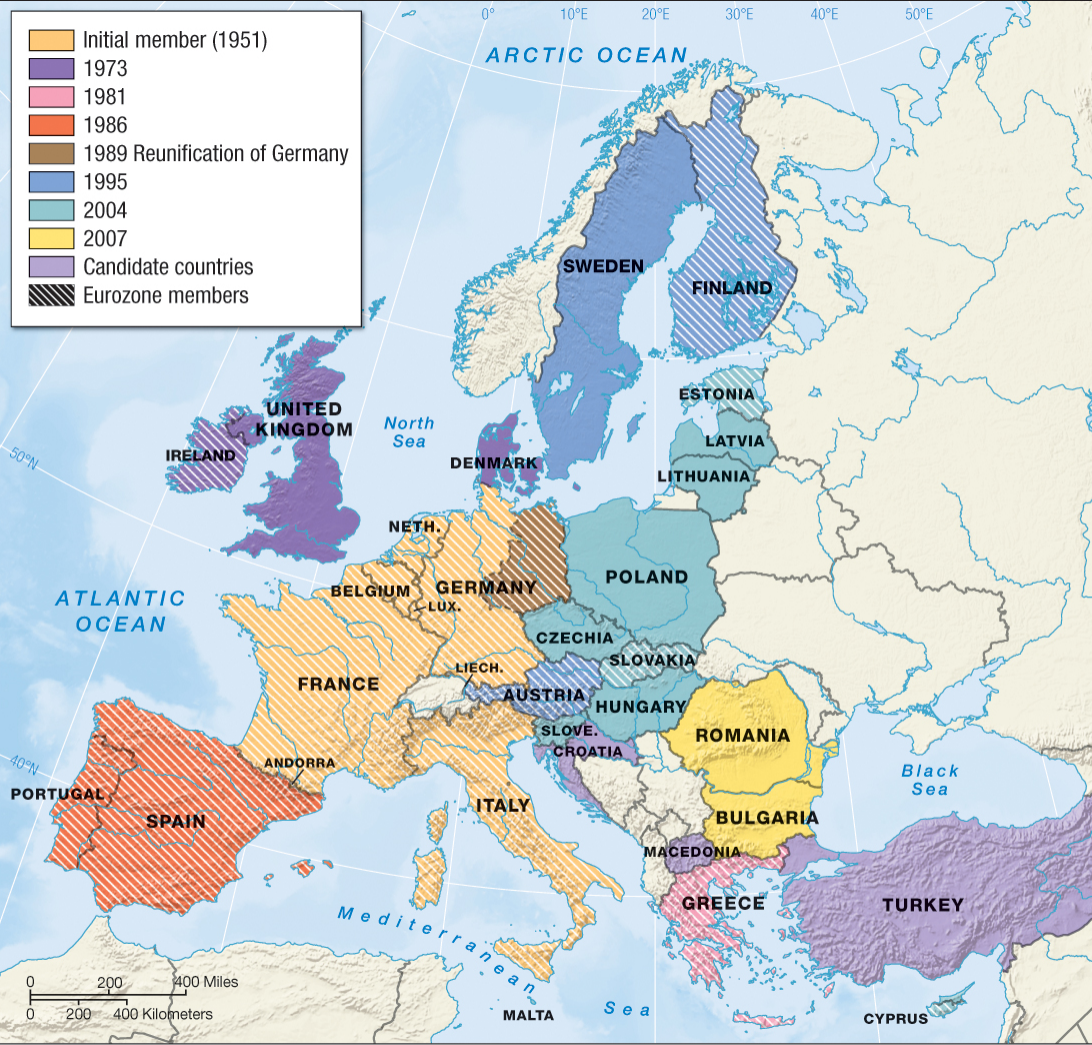 0°
10°E
20°E
30°E
40°E
50°E
ARCTIC OCEAN
Initial member (1951)
1973
1981
1986
1989 Reunification of Germany
1995
2004
2007
Candidate countries
Eurozone members
SWEDEN
FINLAND
ESTONIA
LATVIA
LITHUANIA
UNITED
KINGDOM
IRELAND
North
Sea
DENMARK
50°N
NETH.
BELGIUM
GERMANY
LUX.
POLAND
ATLANTIC
OCEAN
CZECHIA
SLOVAKIA
LIECH.
FRANCE
AUSTRIA
HUNGARY
SLOVE.
CROATIA
ROMANIA
ANDORRA
40°N
PORTUGAL
SPAIN
ITALY
Black
Sea
BULGARIA
MACEDONIA
GREECE
TURKEY
Mediterranean
Sea
MALTA
CYPRUS
0 200 400 Miles
0 200 400 Kilometers